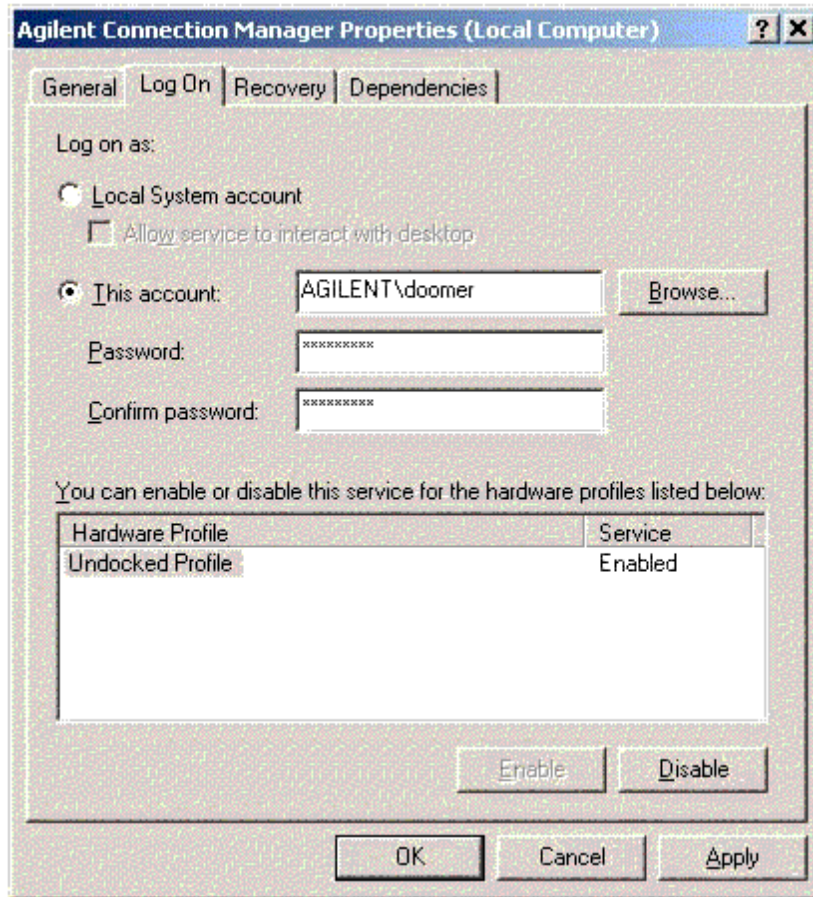 Agilent Connection Manager Properties (Local Computer) ? X
General Log On Recovery Dependencies
Log on as:
Local System account
Allow service to interact with desktop
This account: AGILENT\doomer Browse...
Password: *********
Confirm password: *********
You can enable or disable this service for the hardware profiles listed below:
Hardware Profile Service
Undocked Profile Enabled
Enable Disable
OK Cancel Apply